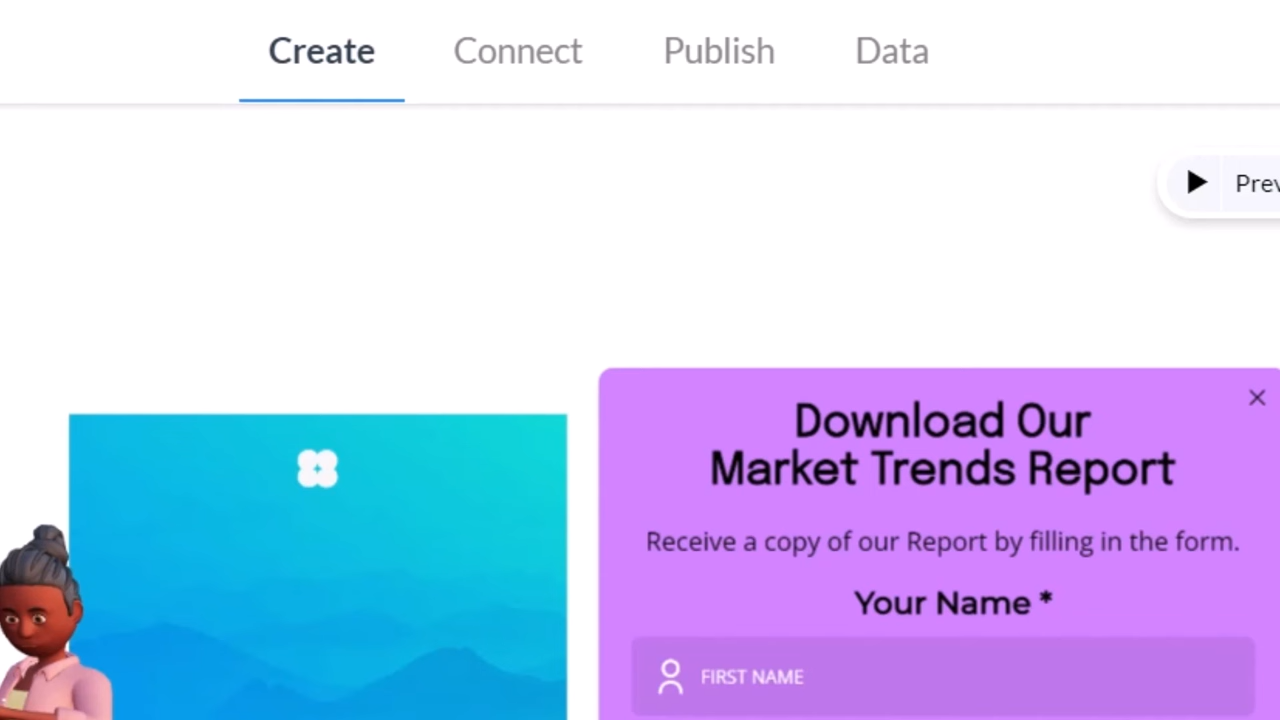 Create Connect Publish Data
Download Our
Market Trends Report
Receive a copy of our Report by filling in the form.
Your Name *
FIRST NAME